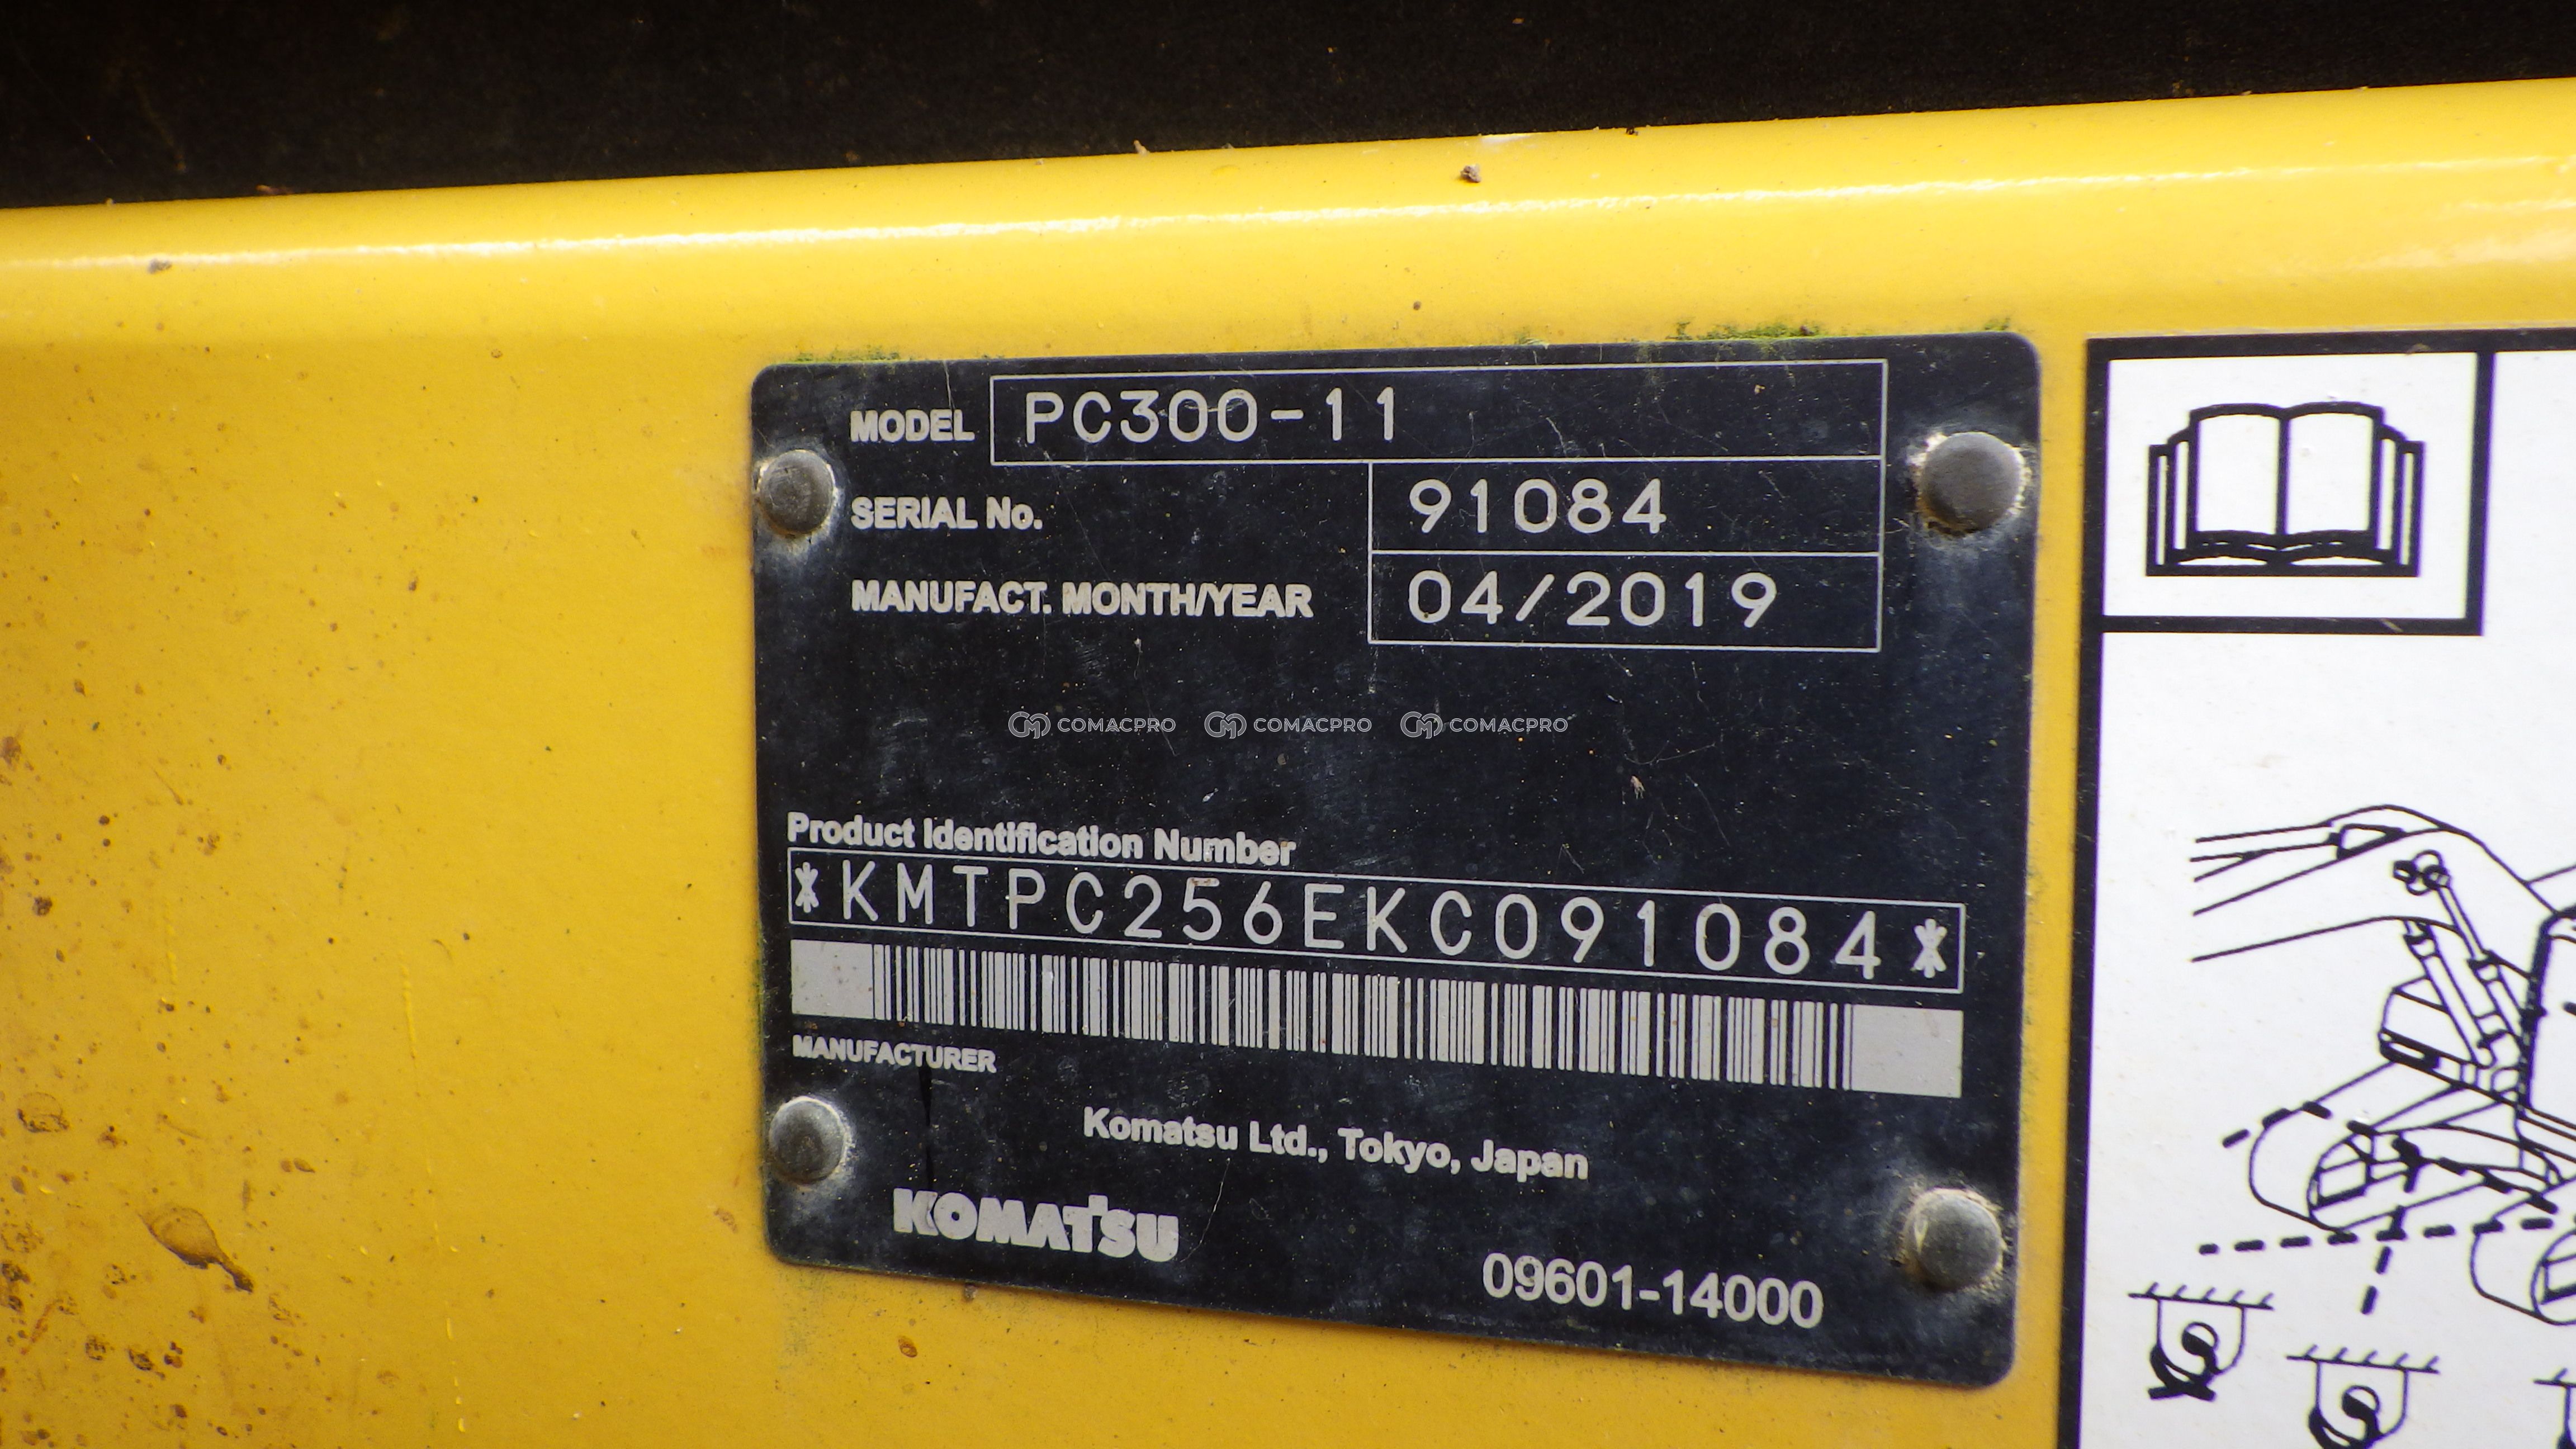 MODEL PC300-11
SERIAL No. 91084
MANUFACT. MONTH/YEAR 04/2019
COMACPRO COMACPRO COMACPRO
Product Identification Number
*KMTPC256EKC091084*
MANUFACTURER
Komatsu Ltd., Tokyo, Japan
KOMATSU
09601-14000